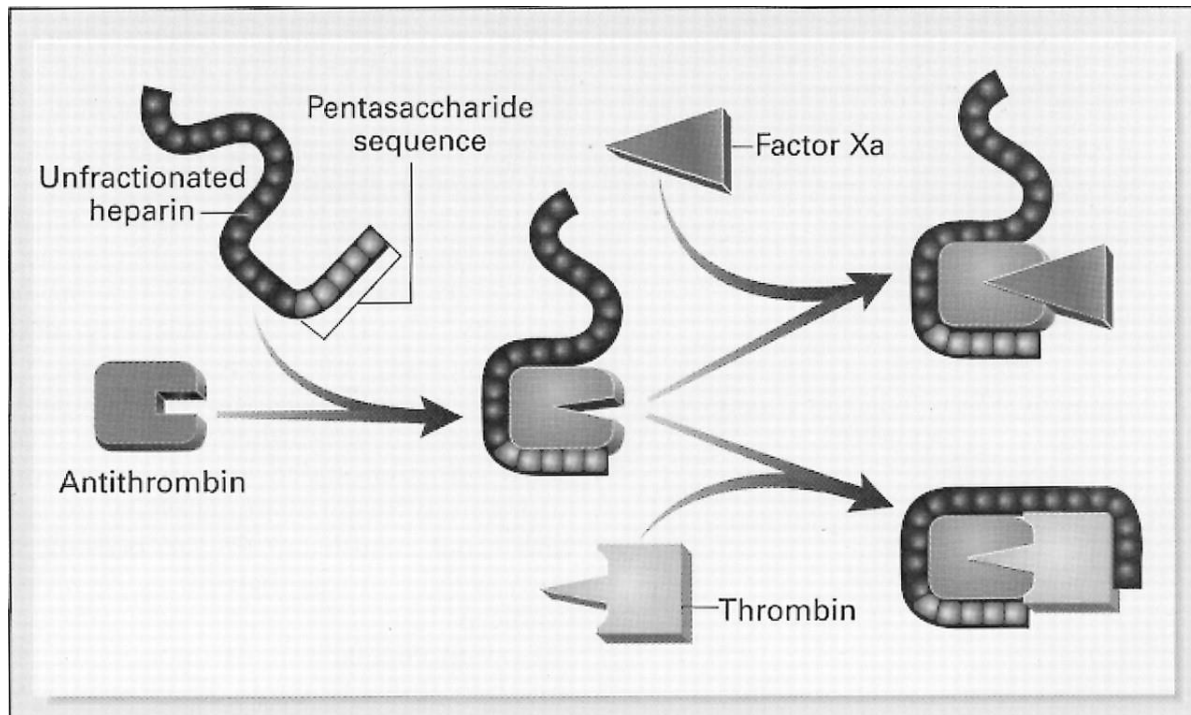 Pentasaccharide
sequence
Unfractionated
heparin
Factor Xa
Antithrombin
Thrombin